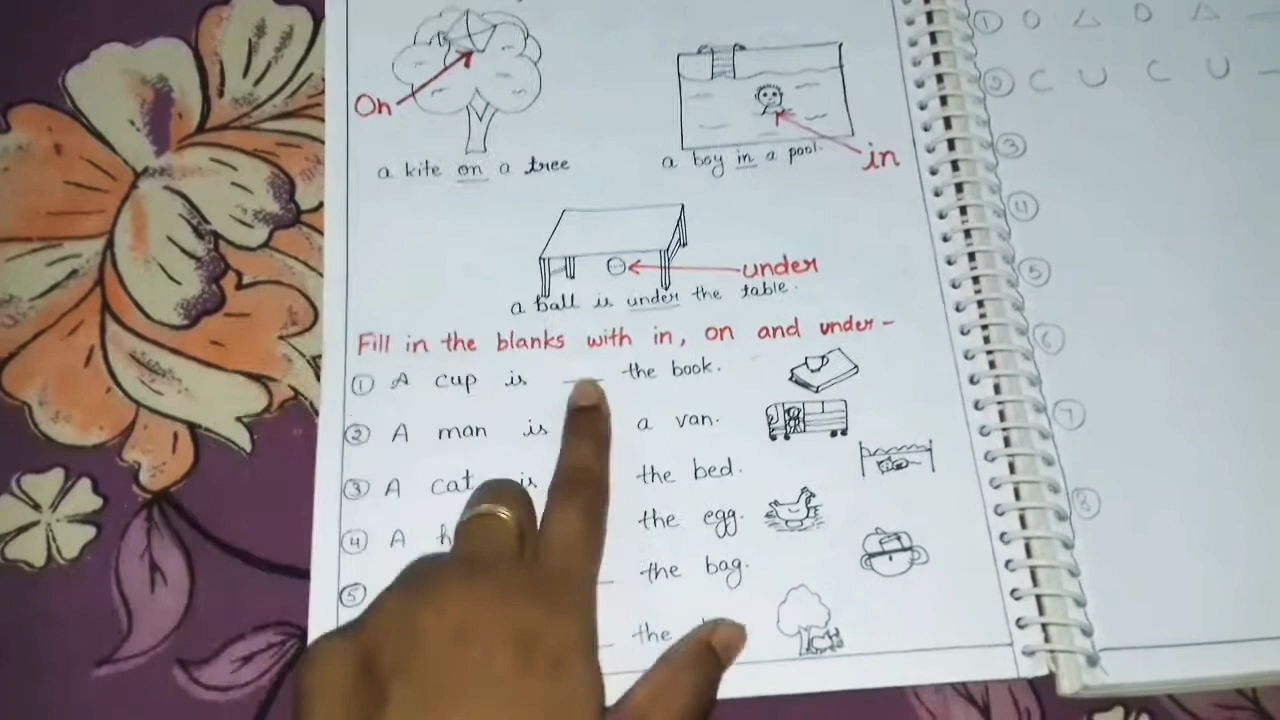 On
a kite on a tree
a boy in a pool.
in
under
a ball is under the table.
Fill in the blanks with in, on and under -
① A cup is __ the book.
② A man is a van.
③ A cat is the bed.
④ A the egg.
⑤ the bag.
the
①
② C U C U
③
④
⑤
⑥
⑦
⑧